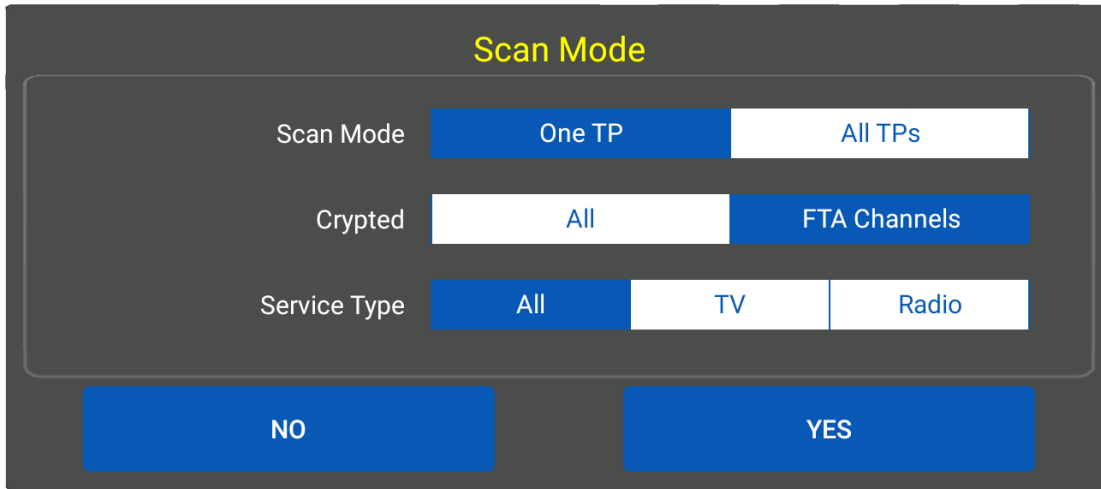 Scan Mode
Scan Mode One TP All TPs
Crypted All FTA Channels
Service Type All TV Radio
NO YES